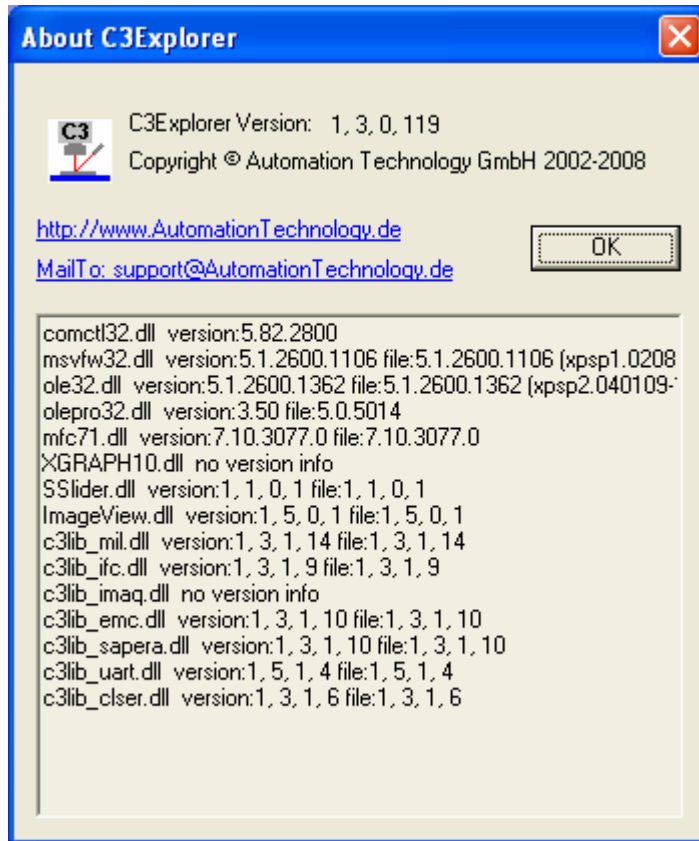 About C3Explorer
C3
C3Explorer Version: 1, 3, 0, 119
Copyright © Automation Technology GmbH 2002-2008
http://www.AutomationTechnology.de
OK
MailTo: support@AutomationTechnology.de
comctl32.dll version:5.82.2800
msvfw32.dll version:5.1.2600.1106 file:5.1.2600.1106 (xpsp1.0208
ole32.dll version:5.1.2600.1362 file:5.1.2600.1362 (xpsp2.040109-
olepro32.dll version:3.50 file:5.0.5014
mfc71.dll version:7.10.3077.0 file:7.10.3077.0
XGRAPH10.dll no version info
SSlider.dll version:1, 1, 0, 1 file:1, 1, 0, 1
ImageView.dll version:1, 5, 0, 1 file:1, 5, 0, 1
c3lib_mil.dll version:1, 3, 1, 14 file:1, 3, 1, 14
c3lib_ifc.dll version:1, 3, 1, 9 file:1, 3, 1, 9
c3lib_imaq.dll no version info
c3lib_emc.dll version:1, 3, 1, 10 file:1, 3, 1, 10
c3lib_sapera.dll version:1, 3, 1, 10 file:1, 3, 1, 10
c3lib_uart.dll version:1, 5, 1, 4 file:1, 5, 1, 4
c3lib_clser.dll version:1, 3, 1, 6 file:1, 3, 1, 6